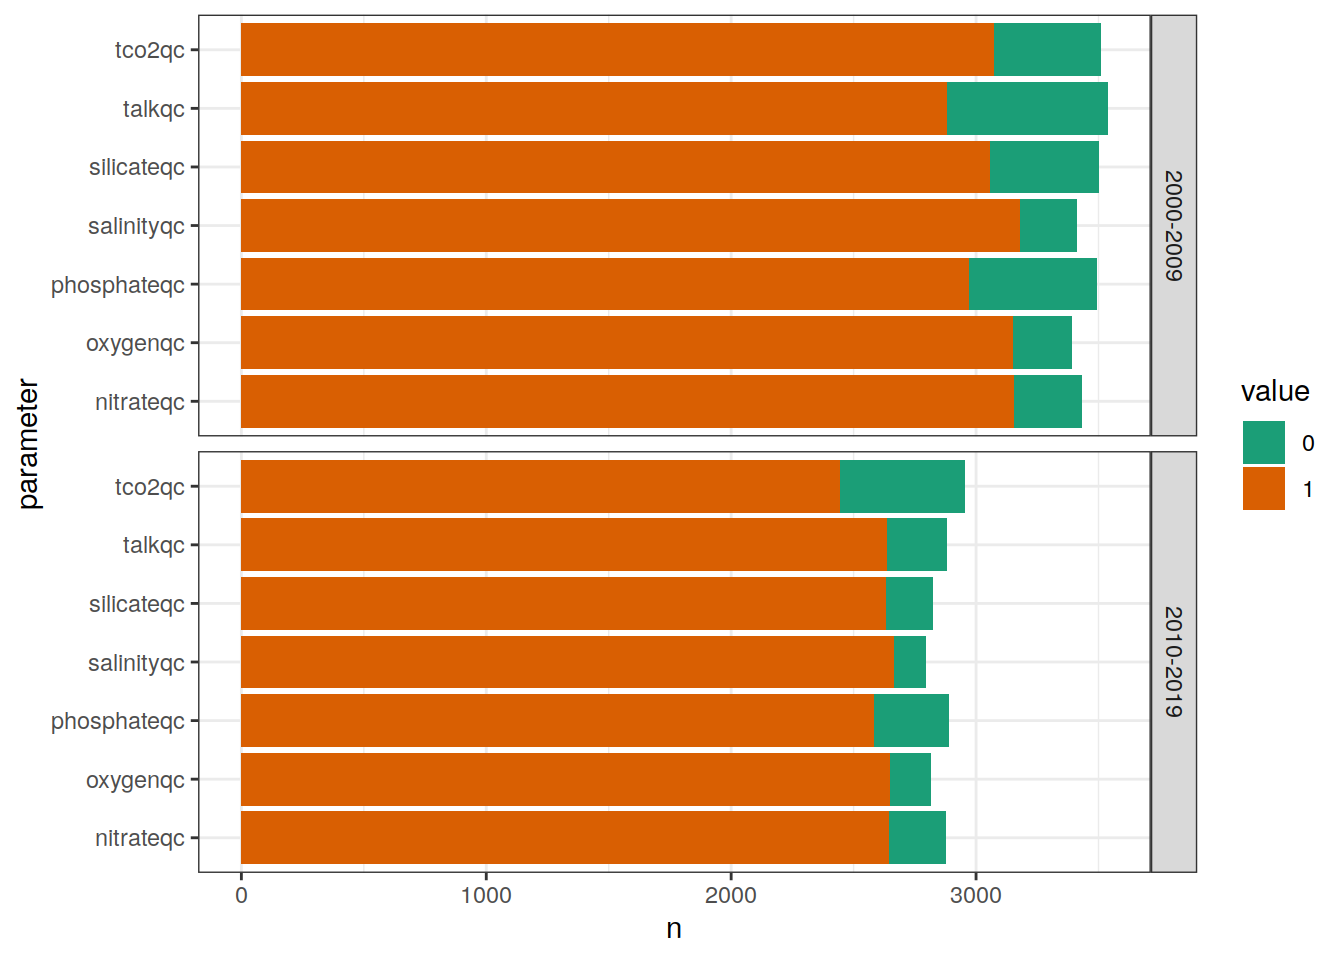 tco2qc
talkqc
silicateqc
salinityqc
phosphateqc
oxygenqc
nitrateqc
2000-2009
tco2qc
talkqc
silicateqc
salinityqc
phosphateqc
oxygenqc
nitrateqc
2010-2019
0 1000 2000 3000
n
parameter
value
0
1